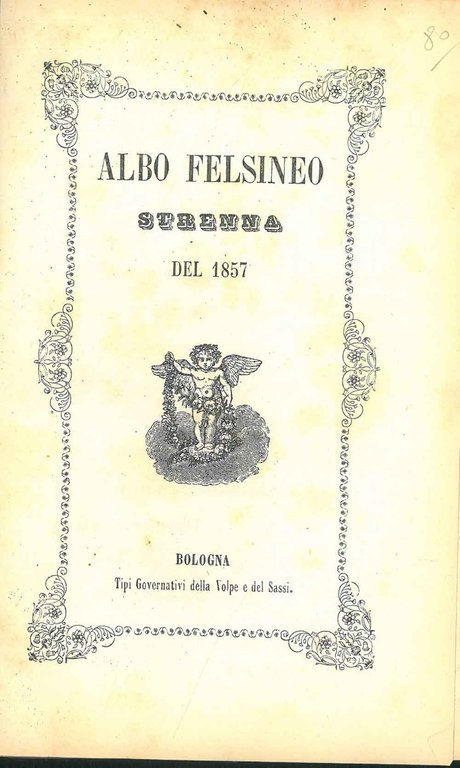 80
ALBO FELSINEO
STRENNA
DEL 1857
BOLOGNA
Tipi Governativi della Volpe e del Sassi.